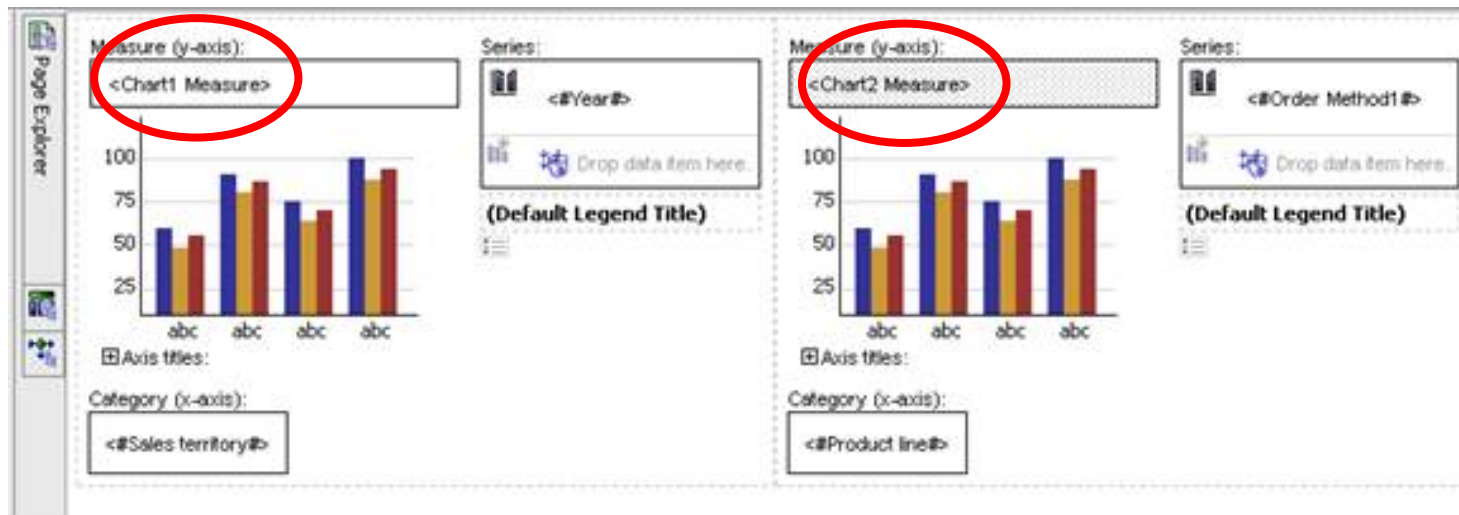 Page Explorer
Measure (y-axis):
<Chart1 Measure>
100
75
50
25
abc abc abc abc
Axis titles:
Category (x-axis):
<#Sales territory#>
Series:
<#Year#>
Drop data item here.
(Default Legend Title)
Measure (y-axis):
<Chart2 Measure>
100
75
50
25
abc abc abc abc
Axis titles:
Category (x-axis):
<#Product line#>
Series:
<#Order Method1#>
Drop data item here.
(Default Legend Title)